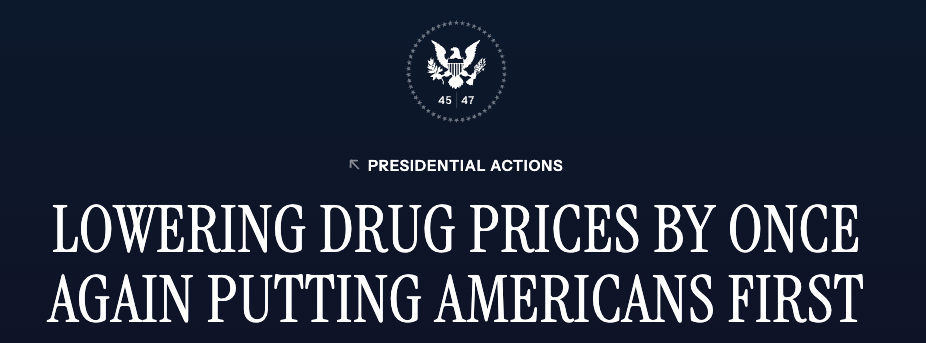 45 | 47
PRESIDENTIAL ACTIONS
LOWERING DRUG PRICES BY ONCE
AGAIN PUTTING AMERICANS FIRST